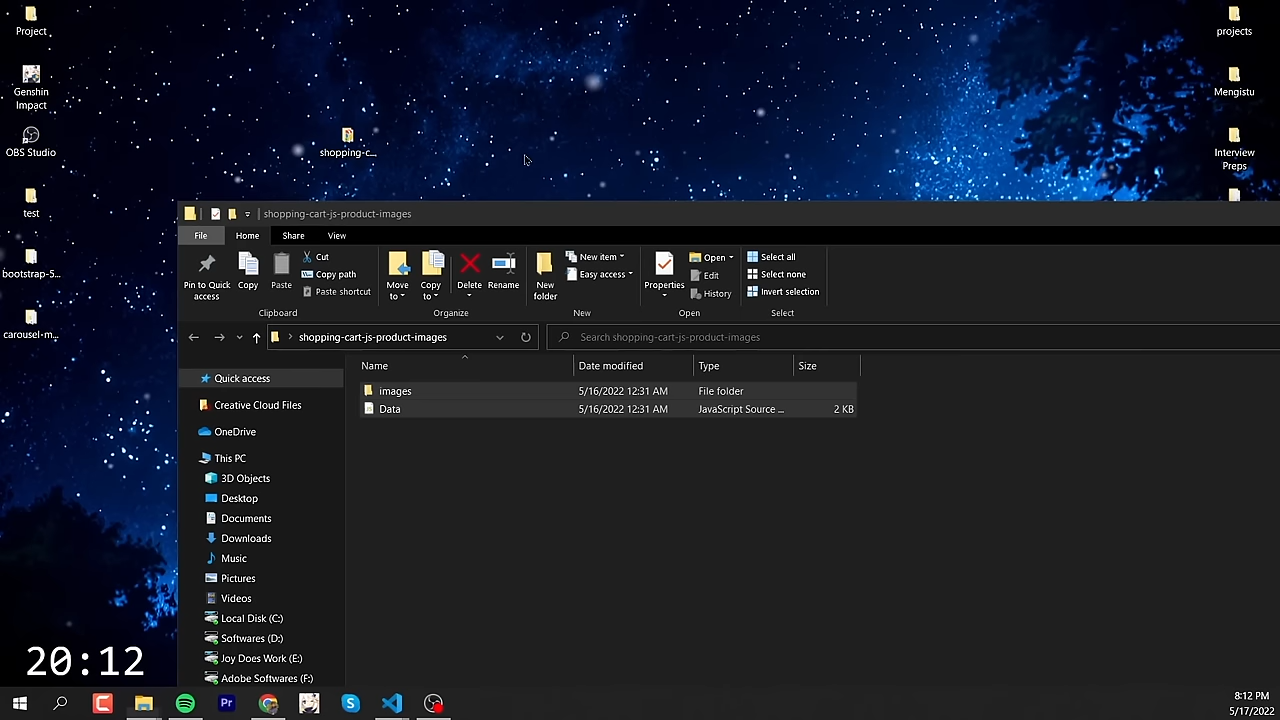 Project
Genshin
Impact
OBS Studio
test
bootstrap-5...
carousel-m...
shopping-c...
projects
Mengistu
Interview
Preps
shopping-cart-js-product-images
File
Home
Share
View
Pin to Quick
access
Copy
Paste
Cut
Copy path
Paste shortcut
Clipboard
Move
to
Copy
to
Delete
Rename
Organize
New
folder
New item
Easy access
New
Properties
Open
Edit
History
Open
Select all
Select none
Invert selection
Select
shopping-cart-js-product-images
Search shopping-cart-js-product-images
Name
Date modified
Type
Size
images
5/16/2022 12:31 AM
File folder
Data
5/16/2022 12:31 AM
JavaScript Source ...
2 KB
Quick access
Creative Cloud Files
OneDrive
This PC
3D Objects
Desktop
Documents
Downloads
Music
Pictures
Videos
Local Disk (C:)
Softwares (D:)
Joy Does Work (E:)
Adobe Softwares (F:)
20:12
Pr
8:12 PM
5/17/2022